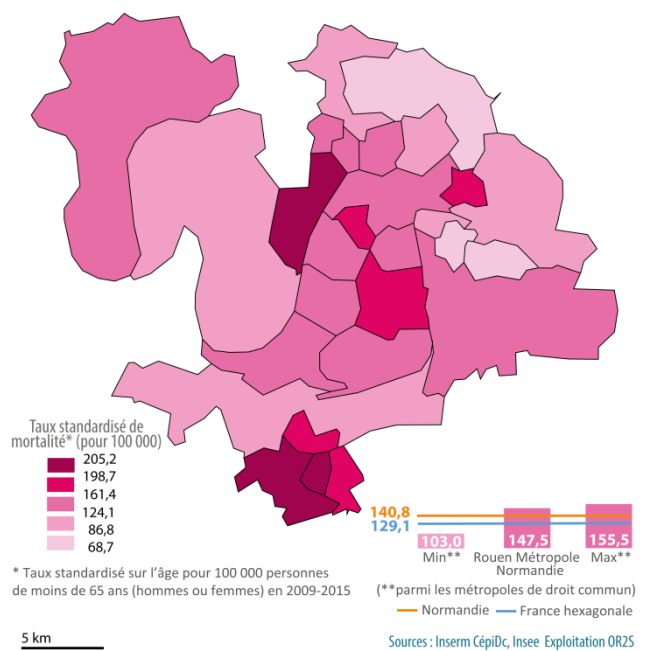 Taux standardisé de
mortalité* (pour 100 000)
205,2
198,7
161,4
124,1
86,8
68,7
* Taux standardisé sur l'âge pour 100 000 personnes
de moins de 65 ans (hommes ou femmes) en 2009-2015
5 km
140,8
129,1
103,0 147,5 155,5
Min** Rouen Métropole Max**
Normandie
(**parmi les métropoles de droit commun)
Normandie France hexagonale
Sources : Inserm CépiDc, Insee Exploitation OR2S